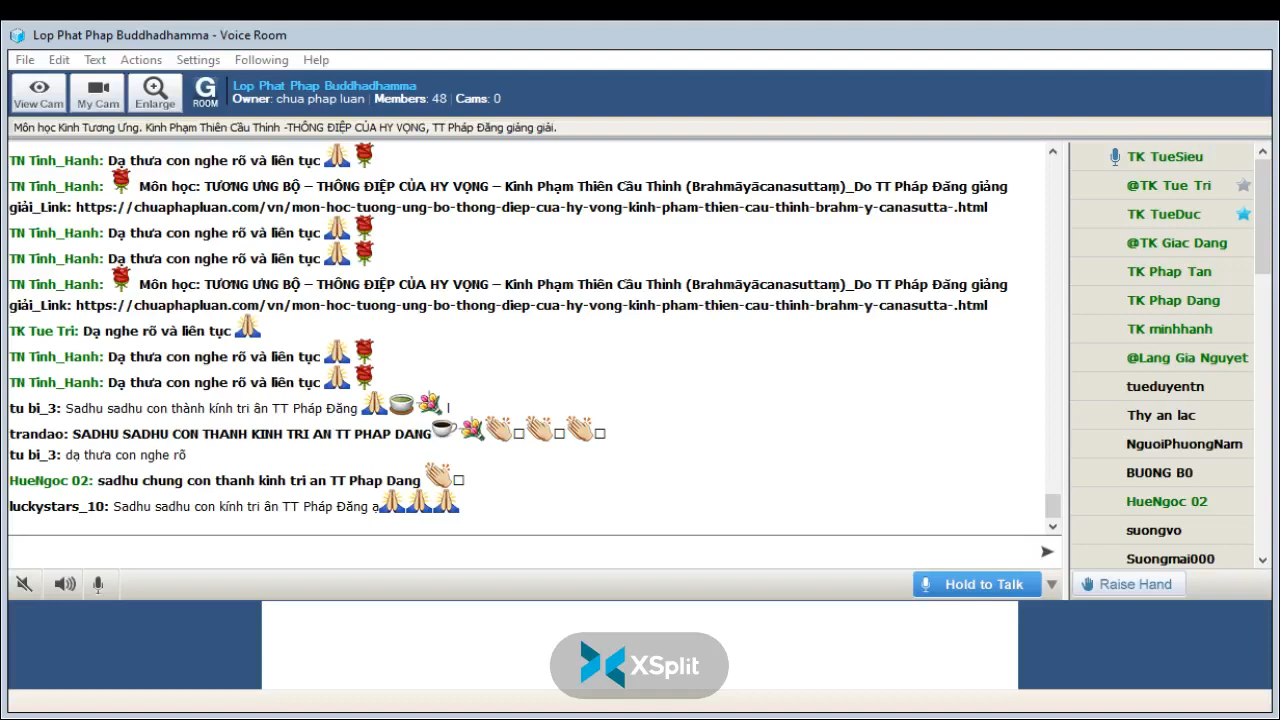 Lop Phat Phap Buddhadhamma - Voice Room
File Edit Text Actions Settings Following Help
View Cam My Cam Enlarge G ROOM
Lop Phat Phap Buddhadhamma
Owner: chua phap luan | Members: 48 | Cams: 0
Môn học Kinh Tương Ưng. Kinh Phạm Thiên Cầu Thỉnh -THÔNG ĐIỆP CỦA HY VỌNG, TT Pháp Đăng giảng giải.
TN Tinh_Hanh: Dạ thưa con nghe rõ và liên tục
TN Tinh_Hanh: Môn học: TƯƠNG ƯNG BỘ – THÔNG ĐIỆP CỦA HY VỌNG – Kinh Phạm Thiên Cầu Thỉnh (Brahmāyācanasuttaṃ)_Do TT Pháp Đăng giảng
giải_Link: https://chuaphapluan.com/vn/mon-hoc-tuong-ung-bo-thong-diep-cua-hy-vong-kinh-pham-thien-cau-thinh-brahm-y-canasutta-.html
TN Tinh_Hanh: Dạ thưa con nghe rõ và liên tục
TN Tinh_Hanh: Dạ thưa con nghe rõ và liên tục
TN Tinh_Hanh: Môn học: TƯƠNG ƯNG BỘ – THÔNG ĐIỆP CỦA HY VỌNG – Kinh Phạm Thiên Cầu Thỉnh (Brahmāyācanasuttaṃ)_Do TT Pháp Đăng giảng
giải_Link: https://chuaphapluan.com/vn/mon-hoc-tuong-ung-bo-thong-diep-cua-hy-vong-kinh-pham-thien-cau-thinh-brahm-y-canasutta-.html
TK Tue Tri: Dạ nghe rõ và liên tục
TN Tinh_Hanh: Dạ thưa con nghe rõ và liên tục
TN Tinh_Hanh: Dạ thưa con nghe rõ và liên tục
tu bi_3: Sadhu sadhu con thành kính tri ân TT Pháp Đăng l
trandao: SADHU SADHU CON THANH KINH TRI AN TT PHAP DANG
tu bi_3: dạ thưa con nghe rõ
HueNgoc 02: sadhu chung con thanh kinh tri an TT Phap Dang
luckystars_10: Sadhu sadhu con kính tri ân TT Pháp Đăng ạ
Hold to Talk
TK TueSieu
@TK Tue Tri
TK TueDuc
@TK Giac Dang
TK Phap Tan
TK Phap Dang
TK minhhanh
@Lang Gia Nguyet
tueduyentn
Thy an lac
NguoiPhuongNam
BU0NG B0
HueNgoc 02
suongvo
Suongmai000
Raise Hand
XSplit